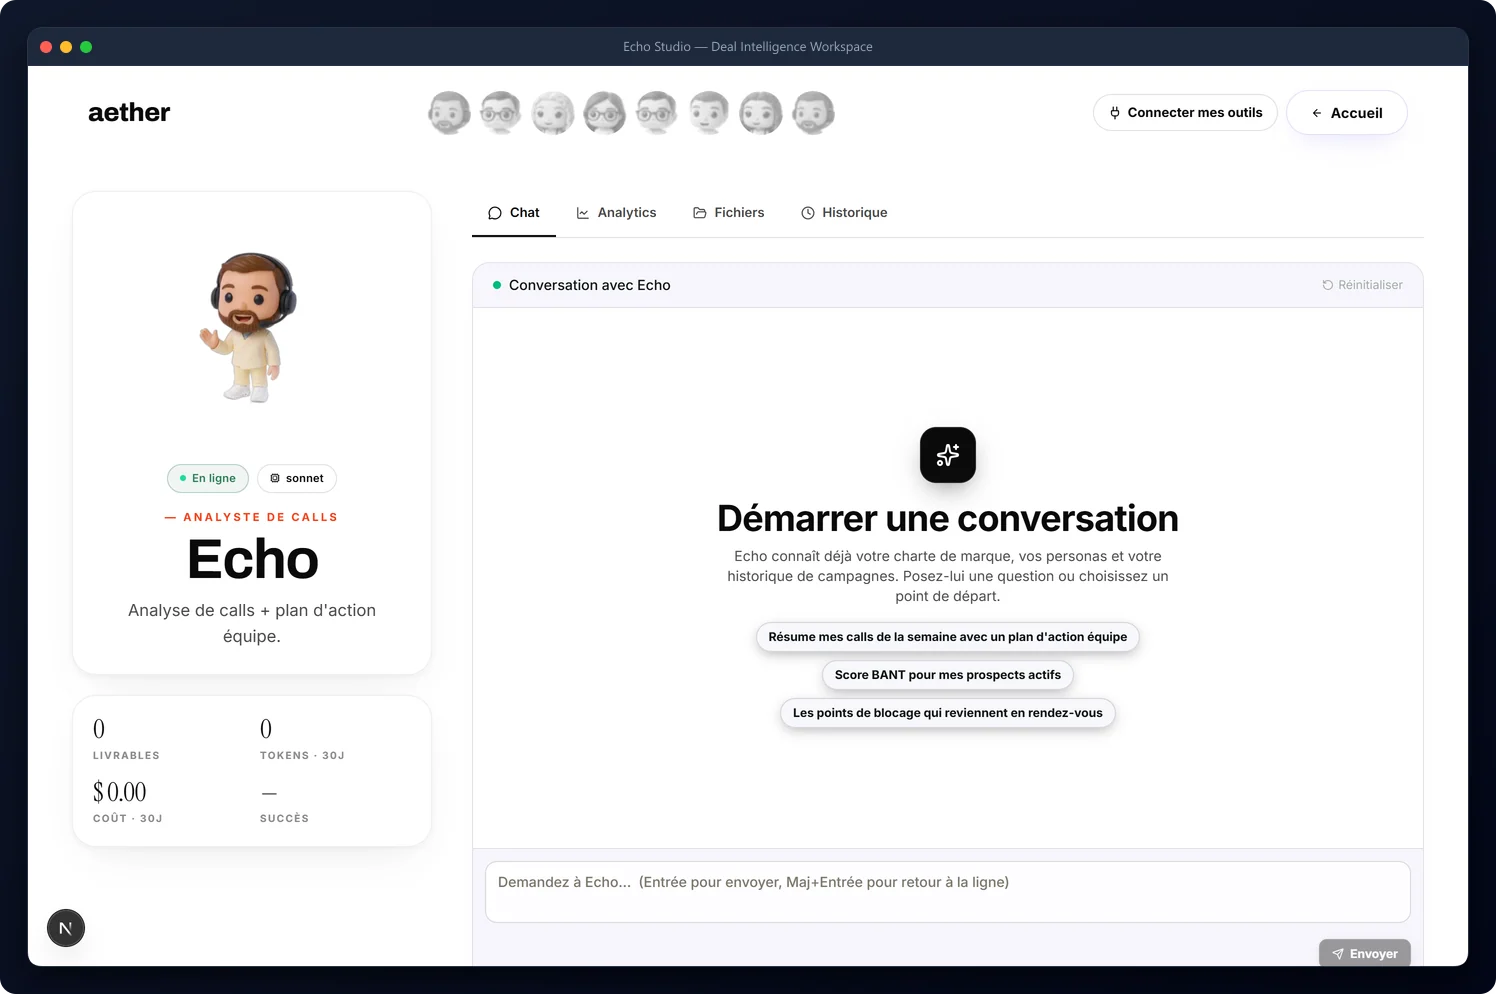 Echo Studio — Deal Intelligence Workspace
aether
Connecter mes outils
Accueil
En ligne
sonnet
— ANALYSTE DE CALLS
Echo
Analyse de calls + plan d'action
équipe.
0
LIVRABLES
0
TOKENS · 30J
$0.00
COÛT · 30J
—
SUCCÈS
N
Chat
Analytics
Fichiers
Historique
Conversation avec Echo
Réinitialiser
Démarrer une conversation
Echo connaît déjà votre charte de marque, vos personas et votre
historique de campagnes. Posez-lui une question ou choisissez un
point de départ.
Résume mes calls de la semaine avec un plan d'action équipe
Score BANT pour mes prospects actifs
Les points de blocage qui reviennent en rendez-vous
Demandez à Echo... (Entrée pour envoyer, Maj+Entrée pour retour à la ligne)
Envoyer